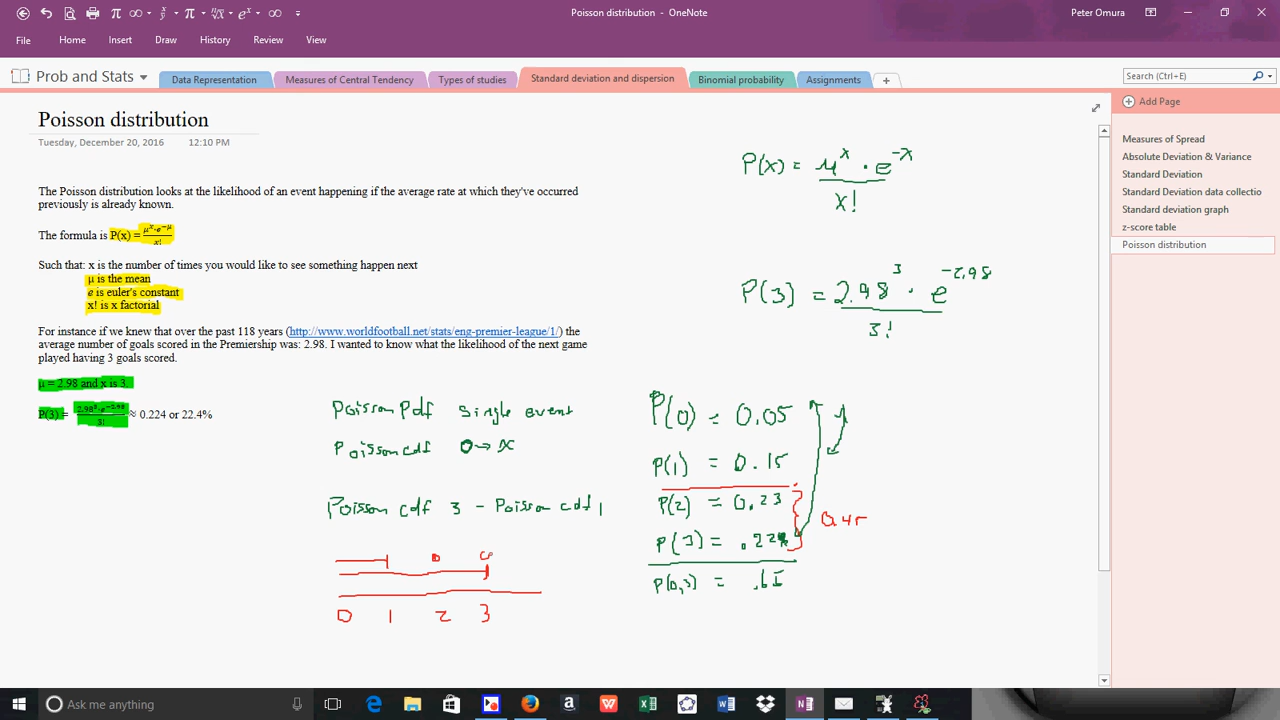 Poisson distribution - OneNote
Peter Omura
File Home Insert Draw History Review View
Prob and Stats
Data Representation
Measures of Central Tendency
Types of studies
Standard deviation and dispersion
Binomial probability
Assignments
Search (Ctrl+E)
Poisson distribution
Tuesday, December 20, 2016 12:10 PM
The Poisson distribution looks at the likelihood of an event happening if the average rate at which they've occurred
previously is already known.
The formula is P(x) = μ^x·e^-μ / x!
Such that: x is the number of times you would like to see something happen next
μ is the mean
e is euler's constant
x! is x factorial
For instance if we knew that over the past 118 years (http://www.worldfootball.net/stats/eng-premier-league/1/) the
average number of goals scored in the Premiership was: 2.98. I wanted to know what the likelihood of the next game
played having 3 goals scored.
μ = 2.98 and x is 3.
P(3) = 2.98^3·e^-2.98 / 3! ≈ 0.224 or 22.4%
Poisson Pdf single event
Poisson cdf 0→x
Poisson cdf 3 - Poisson cdf 1
0 1 2 3
P(x) = μ^x · e^-x / x!
P(3) = 2.98^3 · e^-2.98 / 3!
P(0) = 0.05
P(1) = 0.15
P(2) = 0.23
P(3) =
0.45
P(0,3) = .65
Add Page
Measures of Spread
Absolute Deviation & Variance
Standard Deviation
Standard Deviation data collectio
Standard deviation graph
z-score table
Poisson distribution
Ask me anything